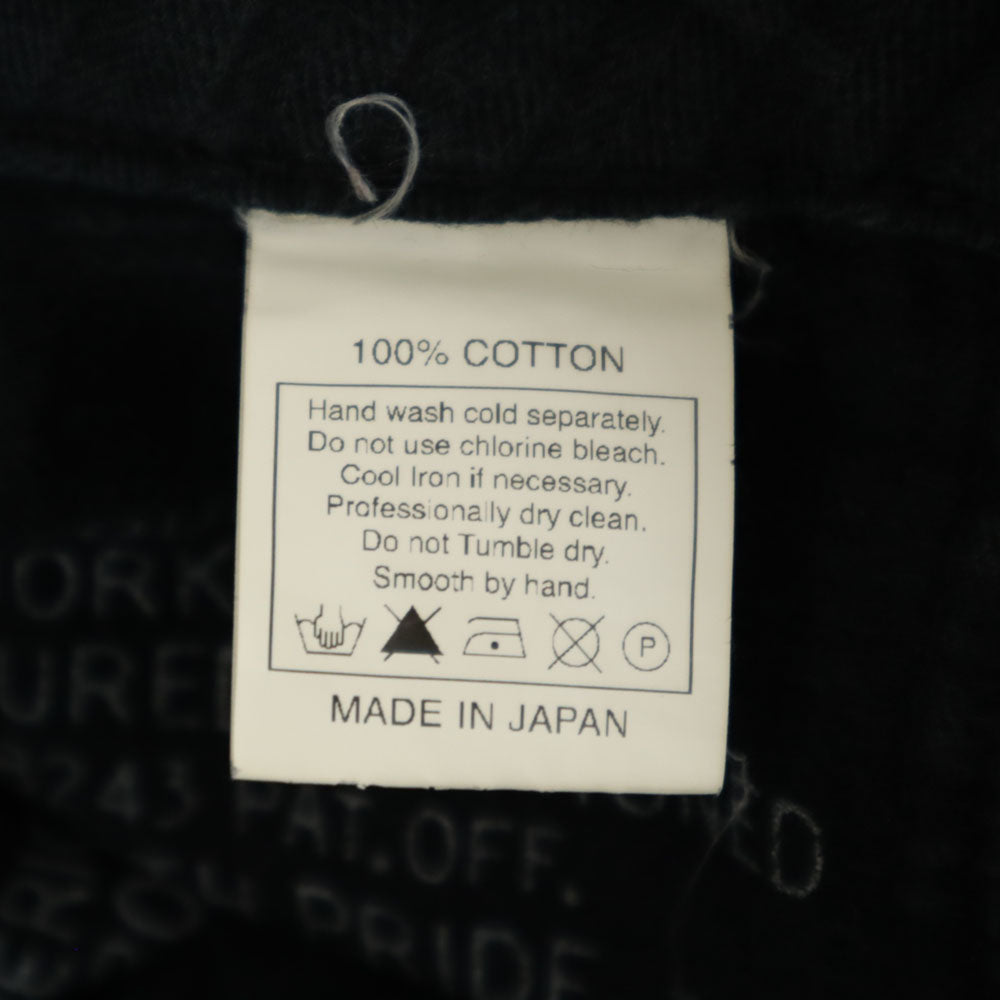 100% COTTON
Hand wash cold separately.
Do not use chlorine bleach.
Cool Iron if necessary.
Professionally dry clean.
Do not Tumble dry.
Smooth by hand.
P
MADE IN JAPAN
243 PAT.OFF.
PRIDE